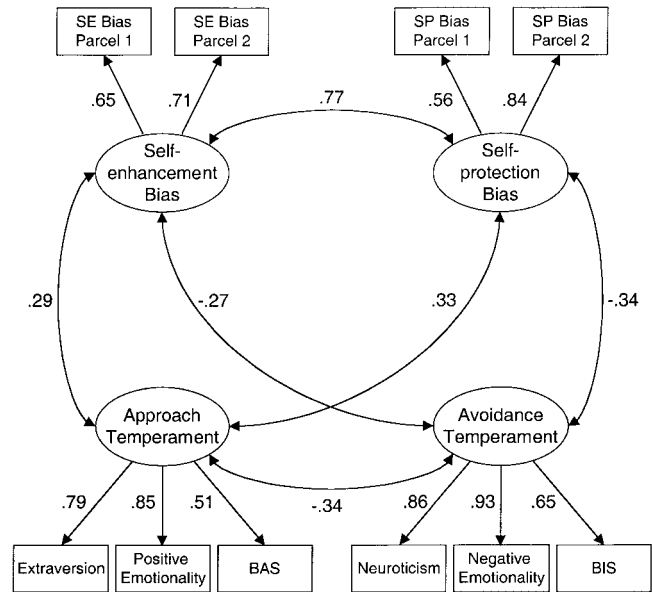 SE Bias
Parcel 1
SE Bias
Parcel 2
SP Bias
Parcel 1
SP Bias
Parcel 2
.65
.71
.77
.56
.84
Self-
enhancement
Bias
Self-
protection
Bias
.29
-.27
.33
-.34
Approach
Temperament
Avoidance
Temperament
.79
.85
.51
-.34
.86
.93
.65
Extraversion
Positive
Emotionality
BAS
Neuroticism
Negative
Emotionality
BIS